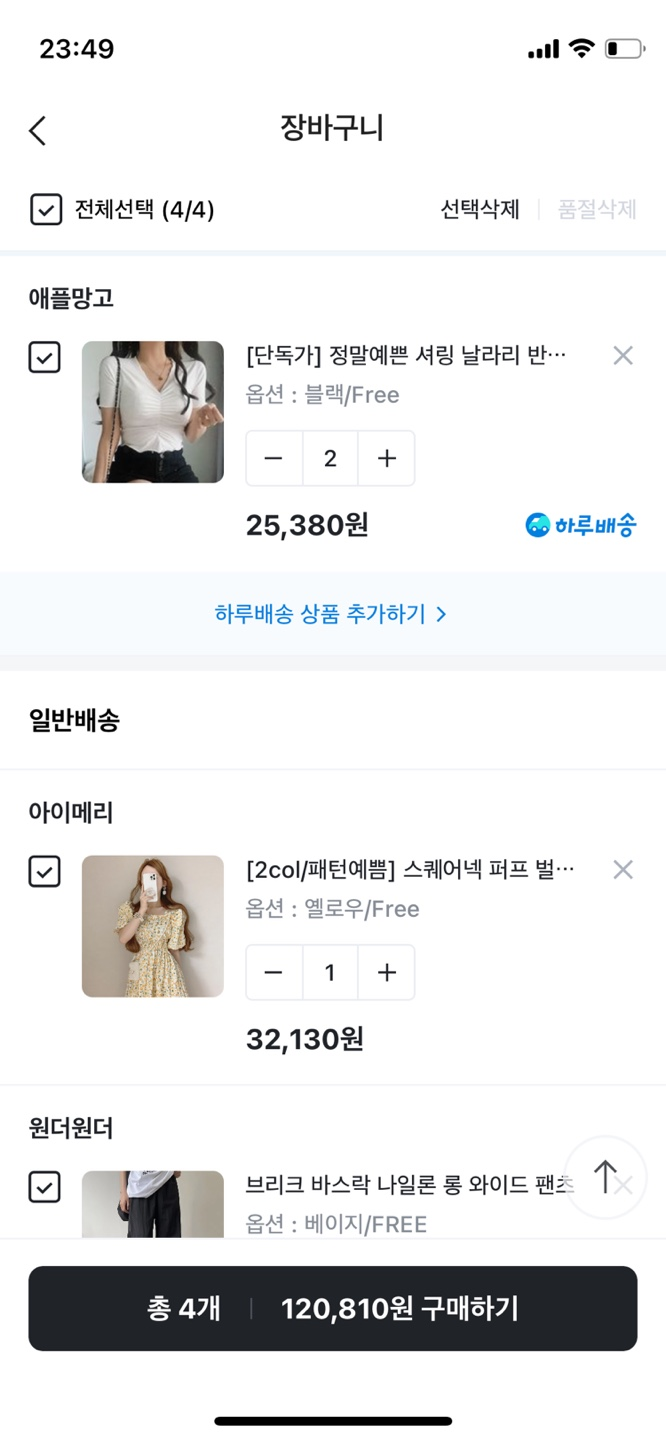 23:49
장바구니
전체선택 (4/4)
선택삭제
품절삭제
애플망고
[단독가] 정말예쁜 셔링 날라리 반…
옵션 : 블랙/Free
2
25,380원
하루배송
하루배송 상품 추가하기
일반배송
아이메리
[2col/패턴예쁨] 스퀘어넥 퍼프 벌…
옵션 : 옐로우/Free
1
32,130원
원더원더
브리크 바스락 나일론 롱 와이드 팬츠
옵션 : 베이지/FREE
총 4개
120,810원 구매하기